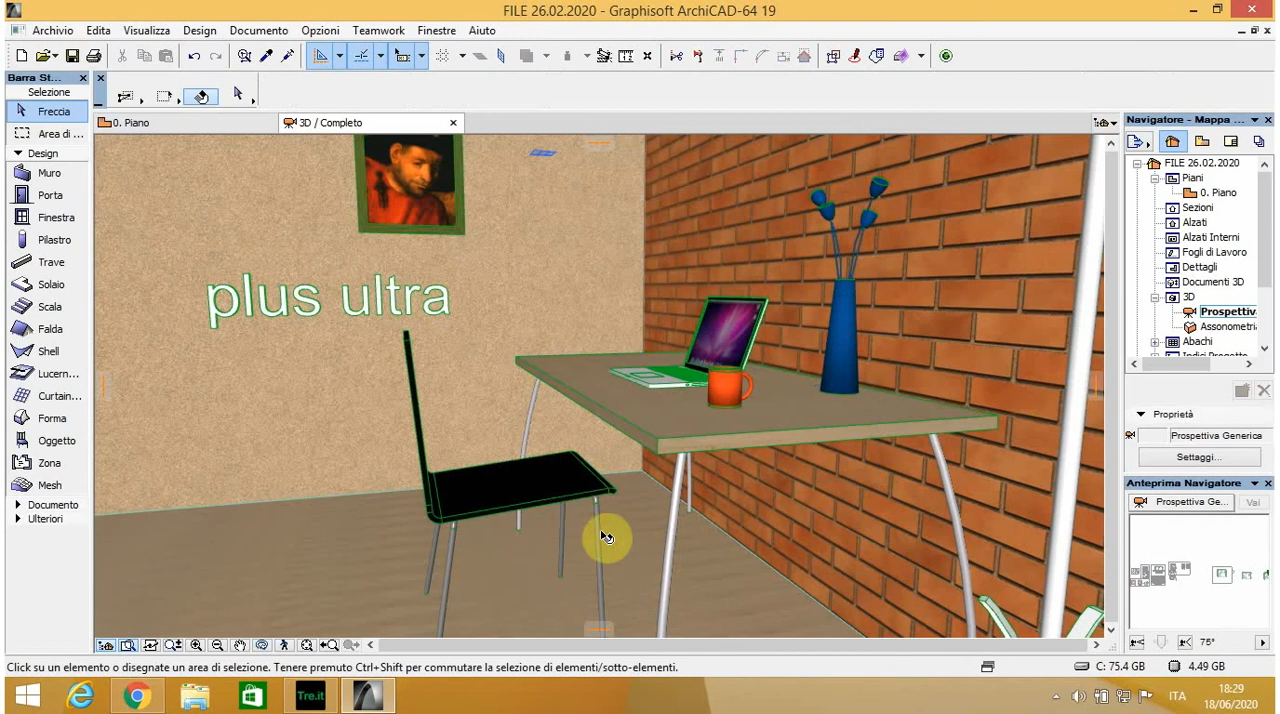 FILE 26.02.2020 - Graphisoft ArchiCAD-64 19
Archivio Edita Visualizza Design Documento Opzioni Teamwork Finestre Aiuto
Barra St...
Selezione
Freccia
Area di ...
Design
Muro
Porta
Finestra
Pilastro
Trave
Solaio
Scala
Falda
Shell
Lucern...
Curtain...
Forma
Oggetto
Zona
Mesh
Documento
Ulteriori
0. Piano
3D / Completo
plus ultra
Navigatore - Mappa ...
FILE 26.02.2020
Piani
0. Piano
Sezioni
Alzati
Alzati Interni
Fogli di Lavoro
Dettagli
Documenti 3D
3D
Prospettiva
Assonometri
Abachi
Indici Progetto
Proprietà
Prospettiva Generica
Settaggi...
Anteprima Navigatore
Prospettiva Ge...
Vai
75°
Click su un elemento o disegnate un area di selezione. Tenere premuto Ctrl+Shift per commutare la selezione di elementi/sotto-elementi.
C: 75.4 GB
4.49 GB
Tre.it
ITA
18:29
18/06/2020